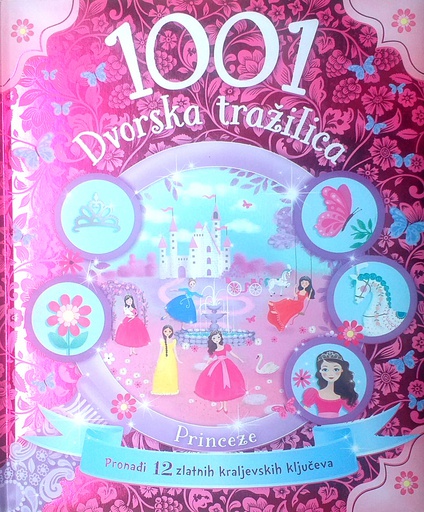 1001
Dvorska tražilica
Princeze
Pronađi 12 zlatnih kraljevskih ključeva